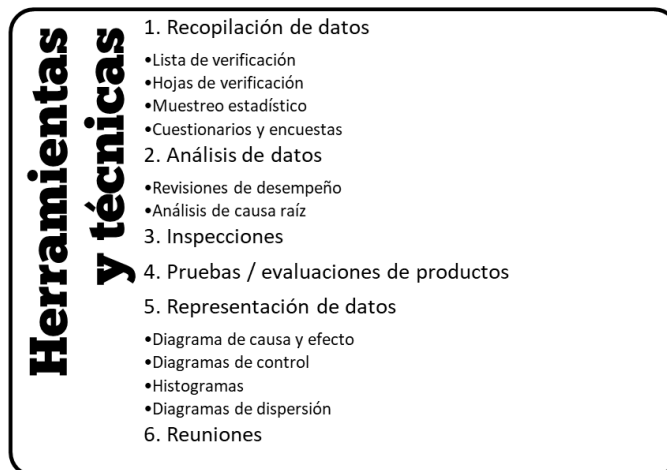 Herramientas
y técnicas
1. Recopilación de datos
•Lista de verificación
•Hojas de verificación
•Muestreo estadístico
•Cuestionarios y encuestas
2. Análisis de datos
•Revisiones de desempeño
•Análisis de causa raíz
3. Inspecciones
4. Pruebas / evaluaciones de productos
5. Representación de datos
•Diagrama de causa y efecto
•Diagramas de control
•Histogramas
•Diagramas de dispersión
6. Reuniones